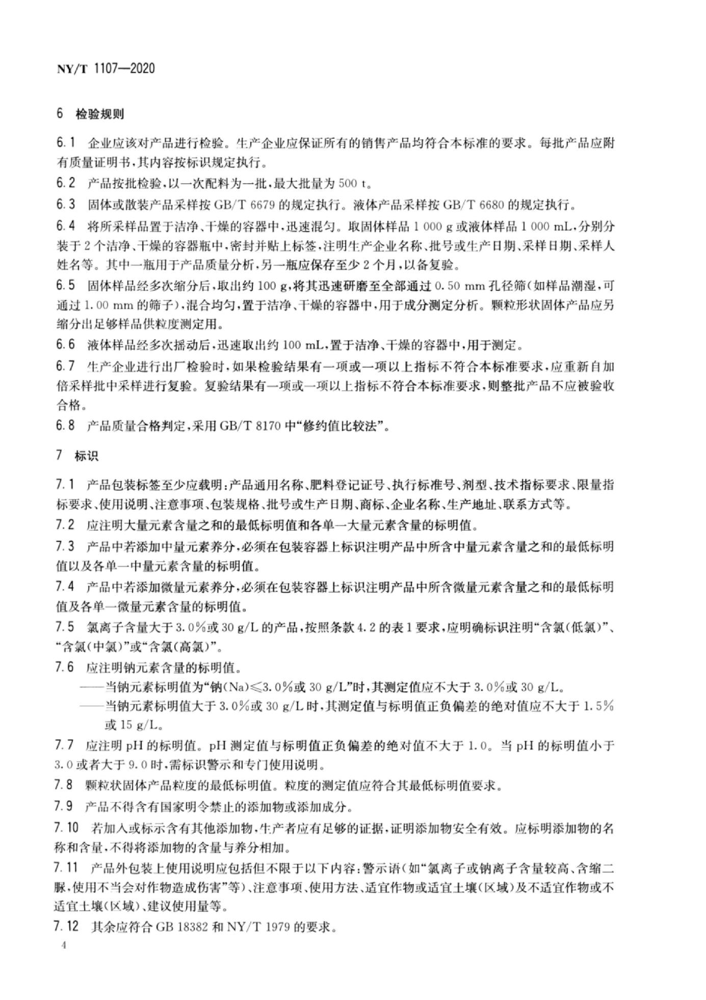 NY/T 1107—2020
6 检验规则
6.1 企业应该对产品进行检验。生产企业应保证所有的销售产品均符合本标准的要求。每批产品应附
有质量证明书,其内容按标识规定执行。
6.2 产品按批检验,以一次配料为一批,最大批量为 500 t。
6.3 固体或散装产品采样按 GB/T 6679 的规定执行。液体产品采样按 GB/T 6680 的规定执行。
6.4 将所采样品置于洁净、干燥的容器中,迅速混匀。取固体样品 1 000 g 或液体样品 1 000 mL,分别分
装于 2 个洁净、干燥的容器瓶中,密封并贴上标签,注明生产企业名称、批号或生产日期、采样日期、采样人
姓名等。其中一瓶用于产品质量分析,另一瓶应保存至少 2 个月,以备复验。
6.5 固体样品经多次缩分后,取出约 100 g,将其迅速研磨至全部通过 0.50 mm 孔径筛(如样品潮湿,可
通过 1.00 mm 的筛子),混合均匀,置于洁净、干燥的容器中,用于成分测定分析。颗粒形状固体产品应另
缩分出足够样品供粒度测定用。
6.6 液体样品经多次摇动后,迅速取出约 100 mL,置于洁净、干燥的容器中,用于测定。
6.7 生产企业进行出厂检验时,如果检验结果有一项或一项以上指标不符合本标准要求,应重新自加
倍采样批中采样进行复验。复验结果有一项或一项以上指标不符合本标准要求,则整批产品不应被验收
合格。
6.8 产品质量合格判定,采用 GB/T 8170 中“修约值比较法”。
7 标识
7.1 产品包装标签至少应载明:产品通用名称、肥料登记证号、执行标准号、剂型、技术指标要求、限量指
标要求、使用说明、注意事项、包装规格、批号或生产日期、商标、企业名称、生产地址、联系方式等。
7.2 应注明大量元素含量之和的最低标明值和各单一大量元素含量的标明值。
7.3 产品中若添加中量元素养分,必须在包装容器上标识注明产品中所含中量元素含量之和的最低标明
值以及各单一中量元素含量的标明值。
7.4 产品中若添加微量元素养分,必须在包装容器上标识注明产品中所含微量元素含量之和的最低标明
值及各单一微量元素含量的标明值。
7.5 氯离子含量大于 3.0%或 30 g/L 的产品,按照条款 4.2 的表 1 要求,应明确标识注明“含氯(低氯)”、
“含氯(中氯)”或“含氯(高氯)”。
7.6 应注明钠元素含量的标明值。
——当钠元素标明值为“钠(Na)≤3.0%或 30 g/L”时,其测定值应不大于 3.0%或 30 g/L。
——当钠元素标明值大于 3.0%或 30 g/L 时,其测定值与标明值正负偏差的绝对值应不大于 1.5%
或 15 g/L。
7.7 应注明 pH 的标明值。pH 测定值与标明值正负偏差的绝对值不大于 1.0。当 pH 的标明值小于
3.0 或者大于 9.0 时,需标识警示和专门使用说明。
7.8 颗粒状固体产品粒度的最低标明值。粒度的测定值应符合其最低标明值要求。
7.9 产品不得含有国家明令禁止的添加物或添加成分。
7.10 若加入或标示含有其他添加物,生产者应有足够的证据,证明添加物安全有效。应标明添加物的名
称和含量,不得将添加物的含量与养分相加。
7.11 产品外包装上使用说明应包括但不限于以下内容:警示语(如“氯离子或钠离子含量较高、含缩二
脲,使用不当会对作物造成伤害”等)、注意事项、使用方法、适宜作物或适宜土壤(区域)及不适宜作物或不
适宜土壤(区域)、建议使用量等。
7.12 其余应符合 GB 18382 和 NY/T 1979 的要求。
4